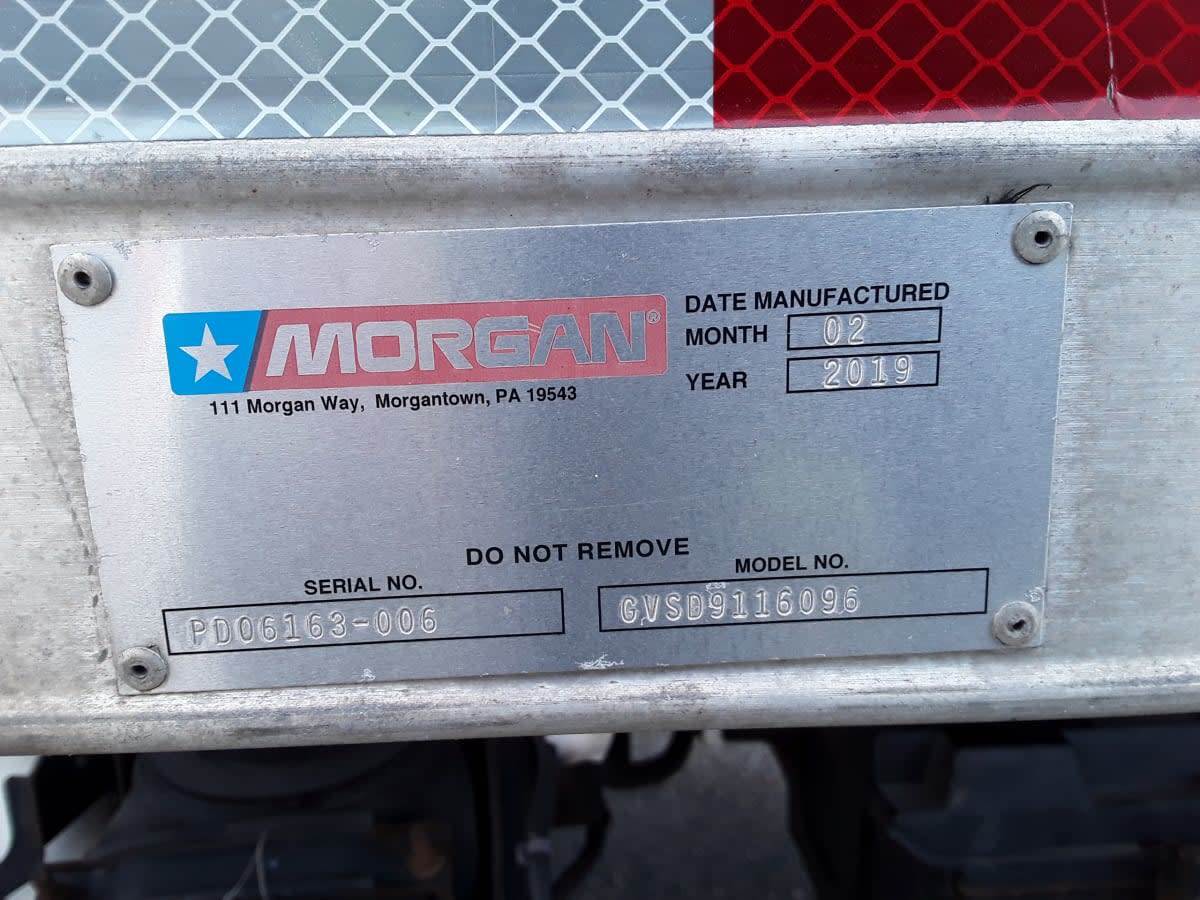 MORGAN®
111 Morgan Way, Morgantown, PA 19543
DATE MANUFACTURED
MONTH 02
YEAR 2019
DO NOT REMOVE
SERIAL NO.
PD06163-006
MODEL NO.
GVSD9116096